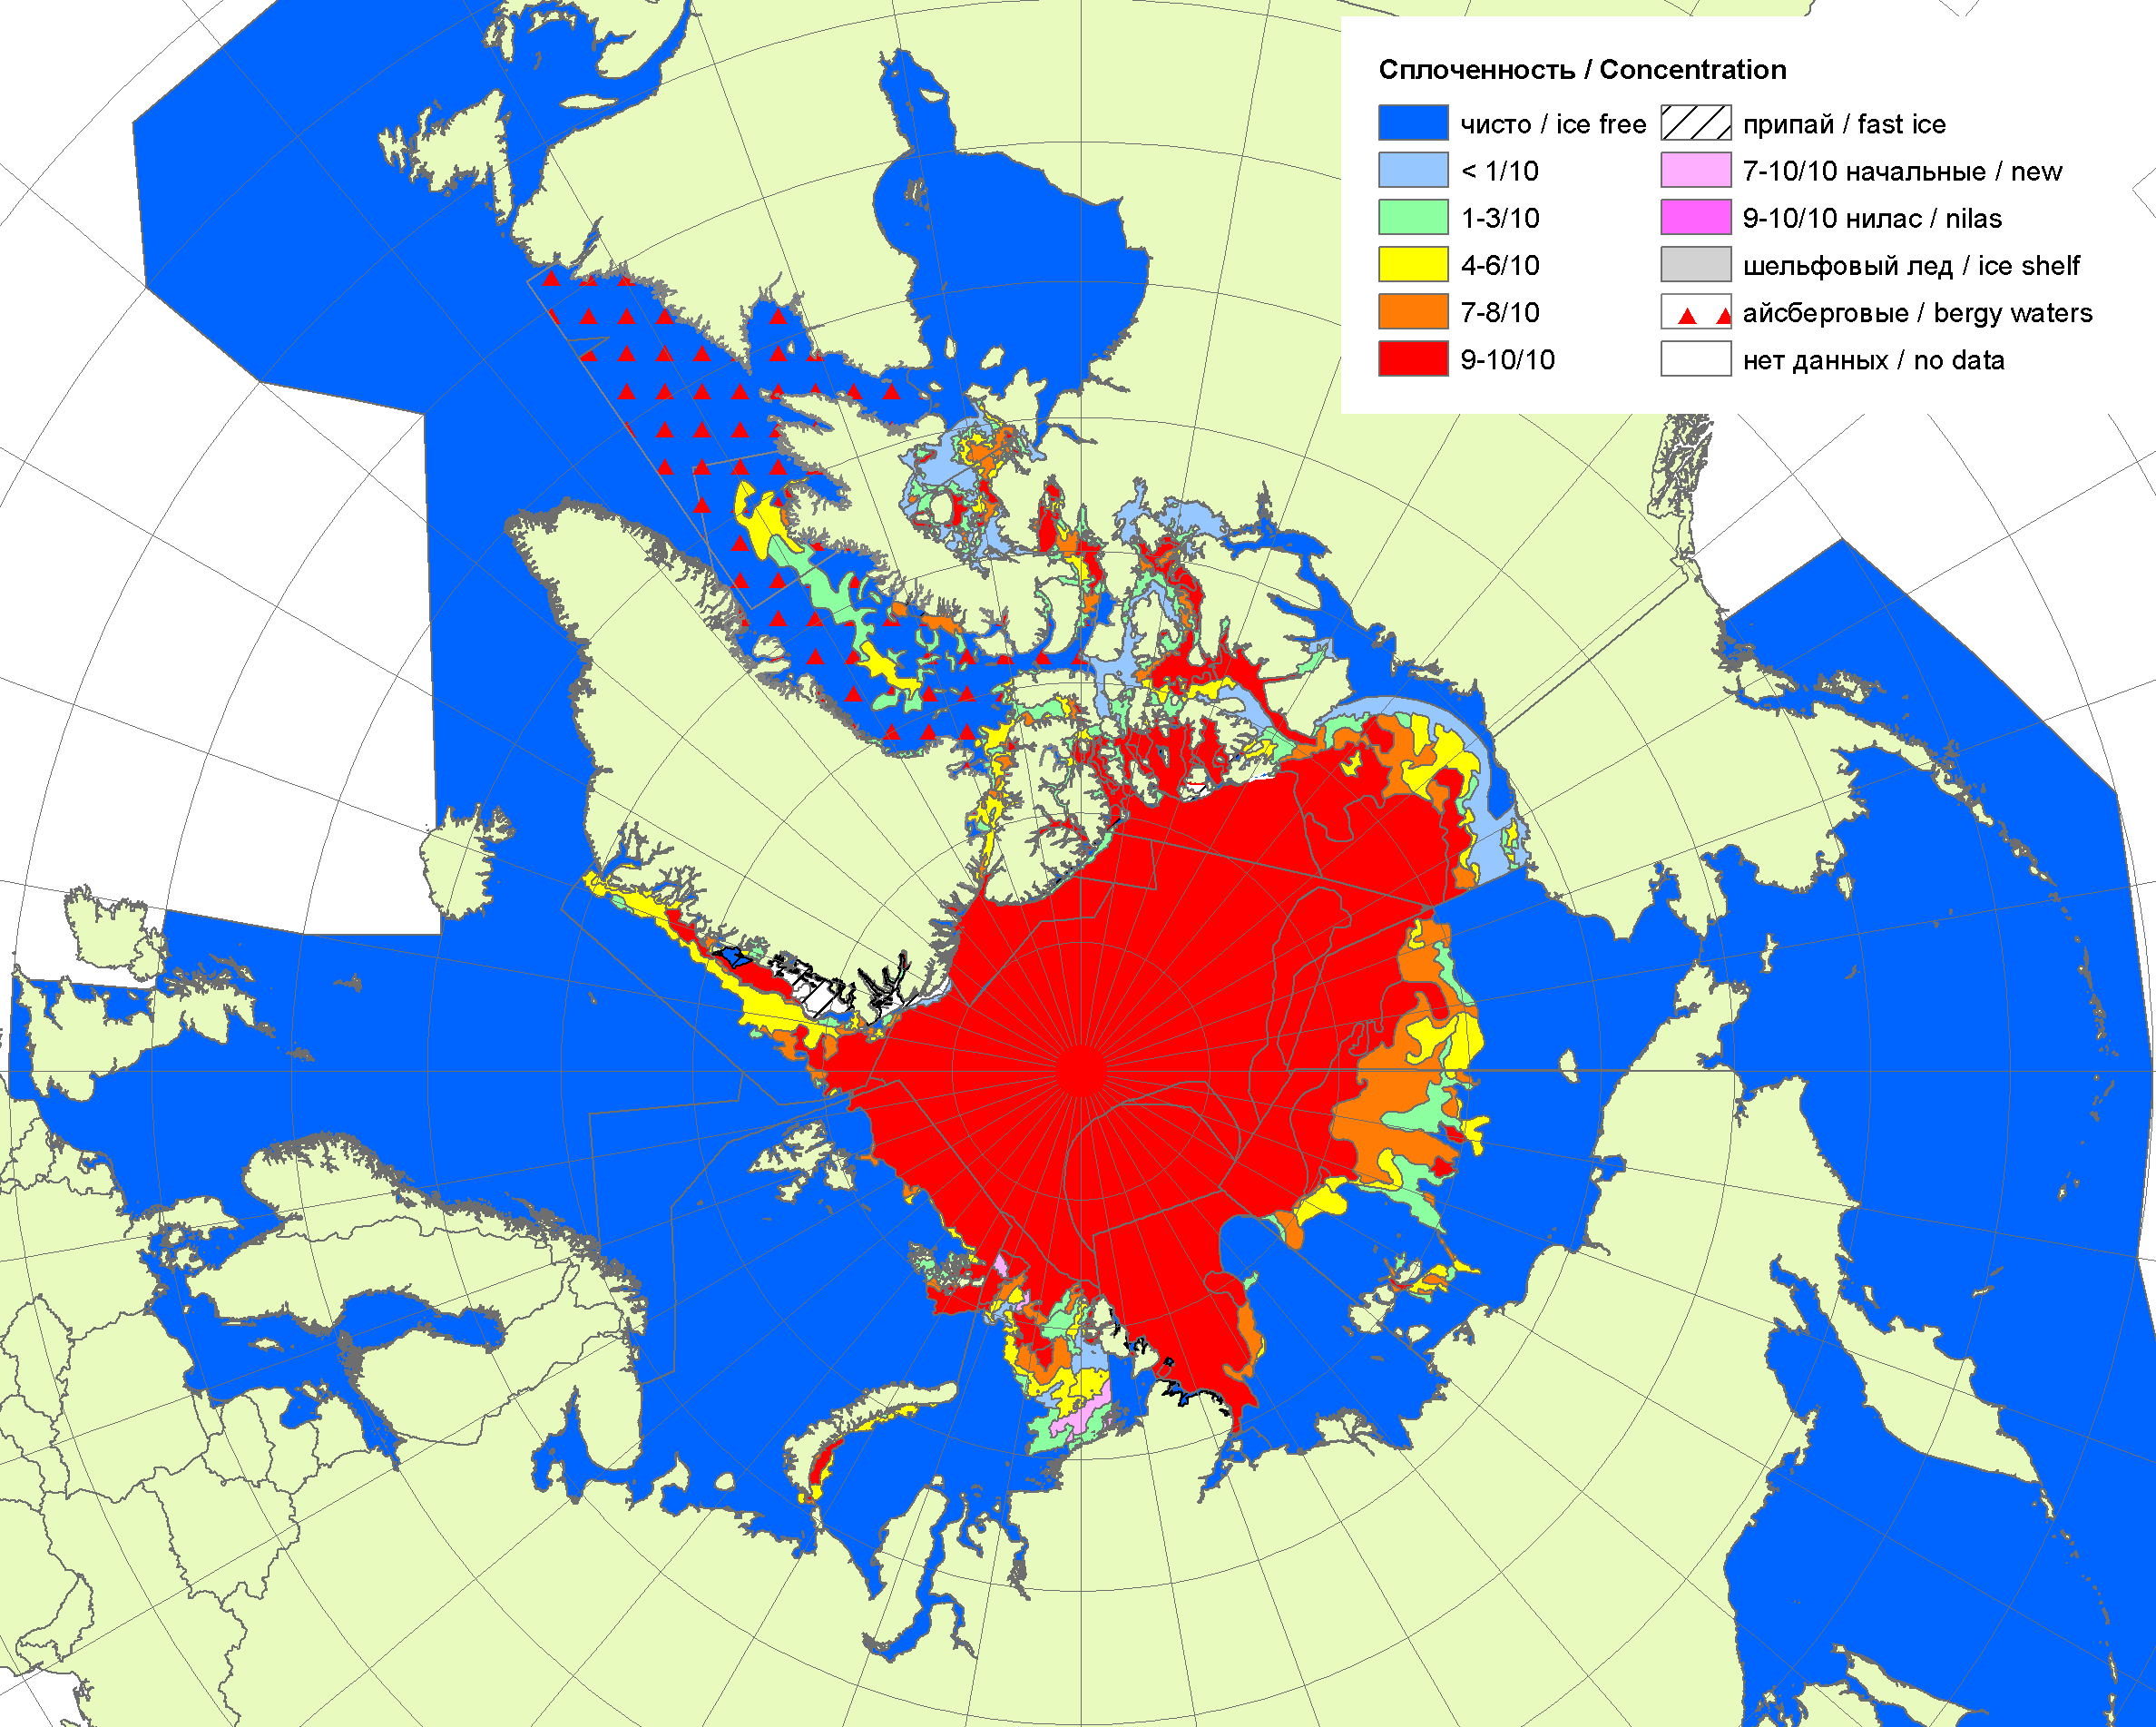 Сплоченность / Concentration
чисто / ice free
< 1/10
1-3/10
4-6/10
7-8/10
9-10/10
припай / fast ice
7-10/10 начальные / new
9-10/10 нилас / nilas
шельфовый лед / ice shelf
айсберговые / bergy waters
нет данных / no data